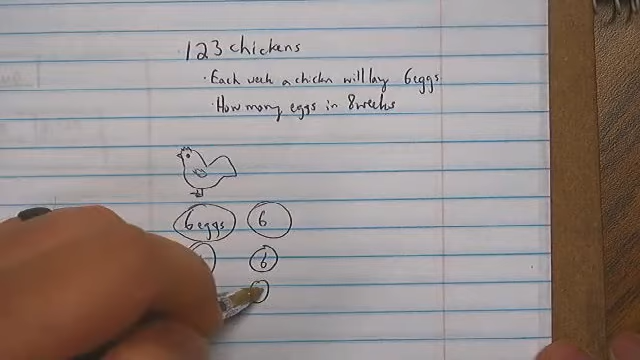 123 chickens
· Each week a chicken will lay 6 eggs
· How many eggs in 8 weeks
6 eggs 6
6